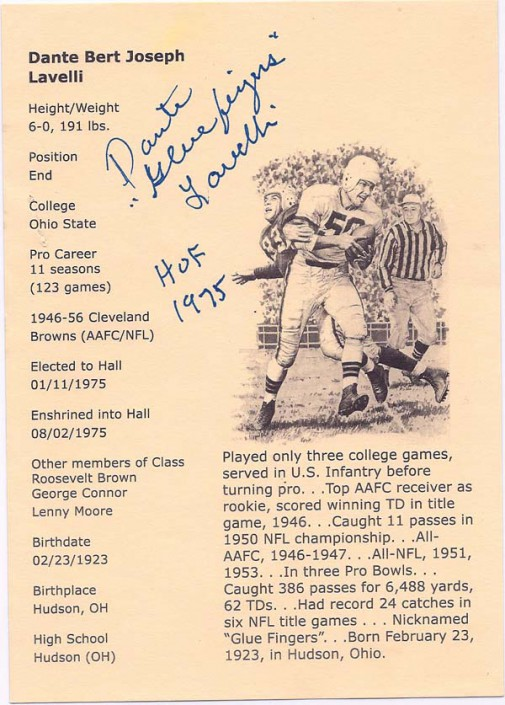 Dante Bert Joseph
Lavelli
Height/Weight
6-0, 191 lbs.
Position
End
College
Ohio State
Pro Career
11 seasons
(123 games)
1946-56 Cleveland
Browns (AAFC/NFL)
Elected to Hall
01/11/1975
Enshrined into Hall
08/02/1975
Other members of Class
Roosevelt Brown
George Connor
Lenny Moore
Birthdate
02/23/1923
Birthplace
Hudson, OH
High School
Hudson (OH)
Dante
"Glue fingers"
Lavelli
HOF
1975
50
Played only three college games,
served in U.S. Infantry before
turning pro. . .Top AAFC receiver as
rookie, scored winning TD in title
game, 1946. . .Caught 11 passes in
1950 NFL championship. . .All-
AAFC, 1946-1947. . .All-NFL, 1951,
1953. . .In three Pro Bowls. . .
Caught 386 passes for 6,488 yards,
62 TDs. . .Had record 24 catches in
six NFL title games . . . Nicknamed
“Glue Fingers”. . .Born February 23,
1923, in Hudson, Ohio.